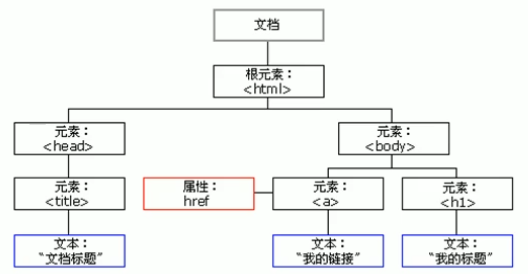 文档
根元素：
<html>
元素：
<head>
元素：
<body>
元素：
<title>
属性：
href
元素：
<a>
元素：
<h1>
文本：
“文档标题”
文本：
“我的链接”
文本：
“我的标题”